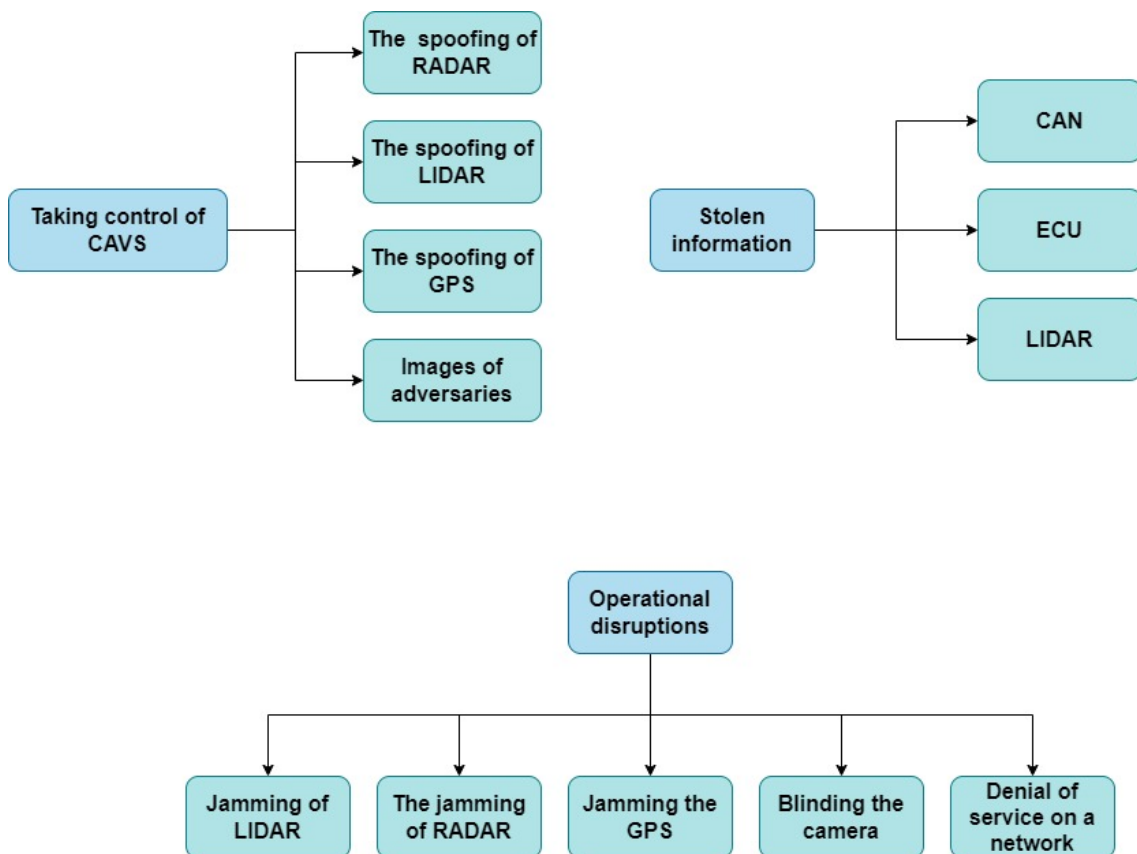 Taking control of
CAVS
The spoofing of
RADAR
The spoofing of
LIDAR
The spoofing of
GPS
Images of
adversaries
Stolen
information
CAN
ECU
LIDAR
Operational
disruptions
Jamming of
LIDAR
The jamming
of RADAR
Jamming the
GPS
Blinding the
camera
Denial of
service on a
network